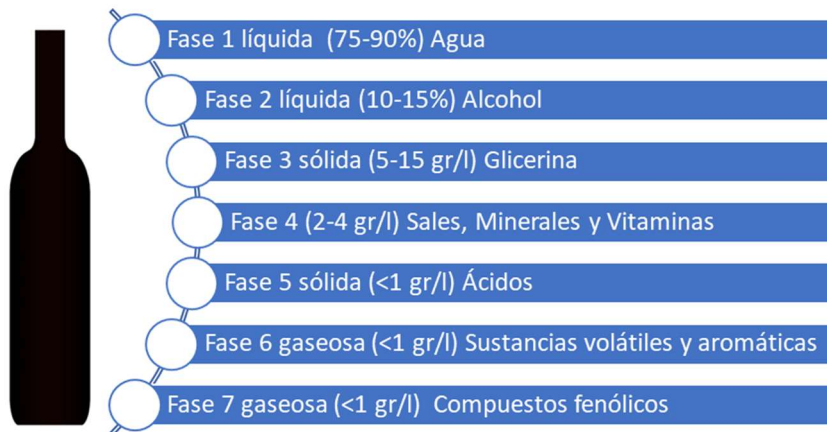 Fase 1 líquida (75-90%) Agua
Fase 2 líquida (10-15%) Alcohol
Fase 3 sólida (5-15 gr/l) Glicerina
Fase 4 (2-4 gr/l) Sales, Minerales y Vitaminas
Fase 5 sólida (<1 gr/l) Ácidos
Fase 6 gaseosa (<1 gr/l) Sustancias volátiles y aromáticas
Fase 7 gaseosa (<1 gr/l) Compuestos fenólicos